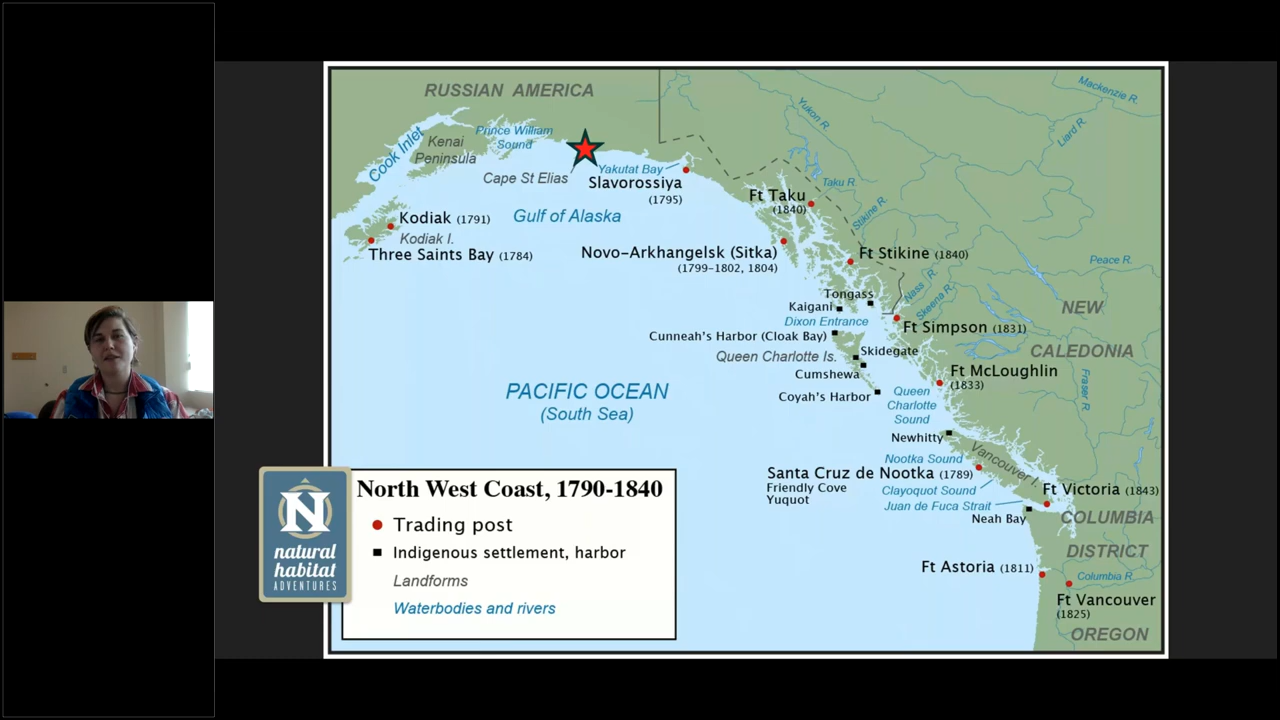 RUSSIAN AMERICA
Mackenzie R.
Yukon R.
Liard R.
Prince William
Sound
Cook Inlet
Kenai
Peninsula
Cape St Elias
Yakutat Bay
Slavorossiya
(1795)
Taku R.
Ft Taku
(1840)
Stikine R.
Kodiak (1791)
Gulf of Alaska
Kodiak I.
Three Saints Bay (1784)
Novo-Arkhangelsk (Sitka)
(1799-1802, 1804)
Ft Stikine (1840)
Peace R.
Nass R.
Skeena R.
Tongass
Kaigani
Dixon Entrance
NEW
CALEDONIA
Ft Simpson (1831)
Cunneah's Harbor (Cloak Bay)
Queen Charlotte Is.
Skidegate
Cumshewa
Ft McLoughlin
(1833)
Fraser R.
PACIFIC OCEAN
(South Sea)
Coyah's Harbor
Queen
Charlotte
Sound
Newhitty
Vancouver I.
Nootka Sound
Santa Cruz de Nootka (1789)
Friendly Cove
Yuquot
Clayoquot Sound
Juan de Fuca Strait
Ft Victoria (1843)
Neah Bay
COLUMBIA
DISTRICT
Ft Astoria (1811)
Columbia R.
Ft Vancouver
(1825)
OREGON
North West Coast, 1790-1840
Trading post
Indigenous settlement, harbor
Landforms
Waterbodies and rivers
N
natural
habitat
ADVENTURES